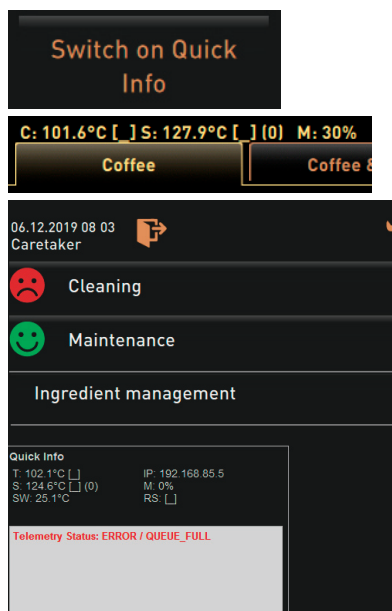 Switch on Quick
Info
C: 101.6°C [_] S: 127.9°C [_] (0) M: 30%
Coffee
Coffee &
06.12.2019 08 03
Caretaker
Cleaning
Maintenance
Ingredient management
Quick Info
T: 102.1°C [_]
IP: 192.168.85.5
S: 124.6°C [_] (0)
M: 0%
SW: 25.1°C
RS: [_]
Telemetry Status: ERROR / QUEUE_FULL